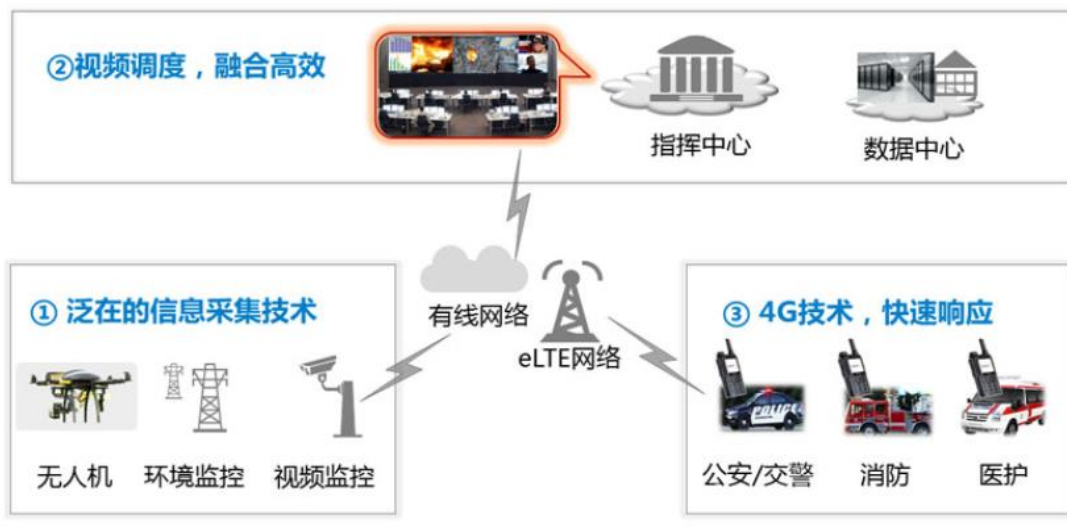 ②视频调度，融合高效
指挥中心
数据中心
有线网络
eLTE网络
① 泛在的信息采集技术
无人机
环境监控
视频监控
③ 4G技术，快速响应
POLICE
公安/交警
消防
医护